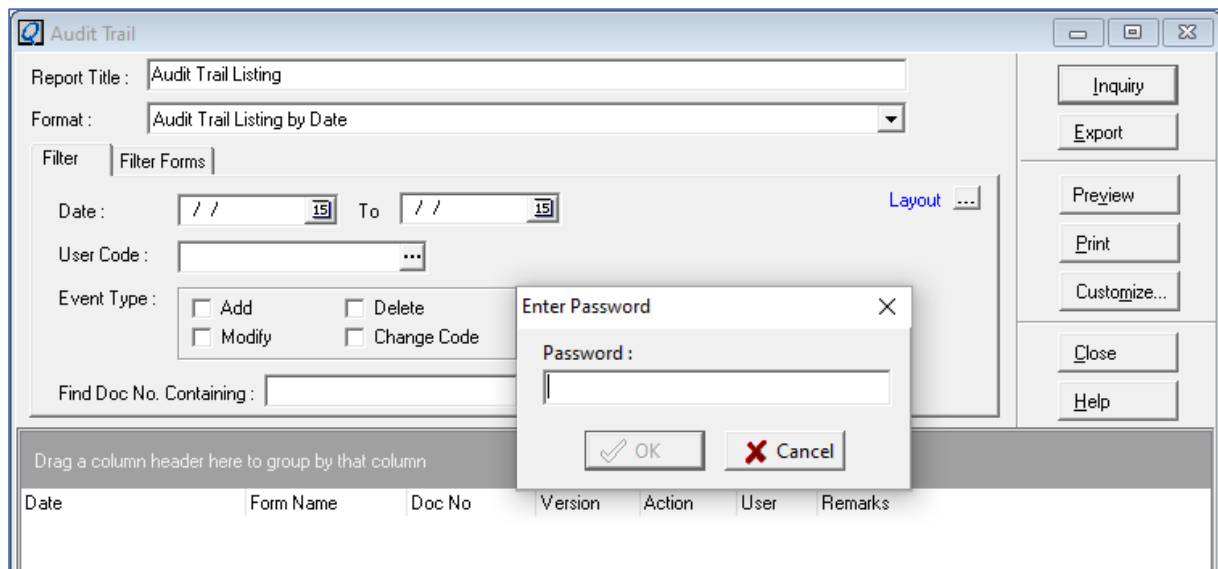 Audit Trail
Report Title : Audit Trail Listing
Inquiry
Format : Audit Trail Listing by Date
Export
Filter Filter Forms
Date : / / 15 To / / 15 Layout ...
Preview
User Code : ...
Print
Event Type : Add Delete
Modify Change Code
Customize...
Enter Password
Password :
OK Cancel
Close
Find Doc No. Containing :
Help
Drag a column header here to group by that column
Date Form Name Doc No Version Action User Remarks